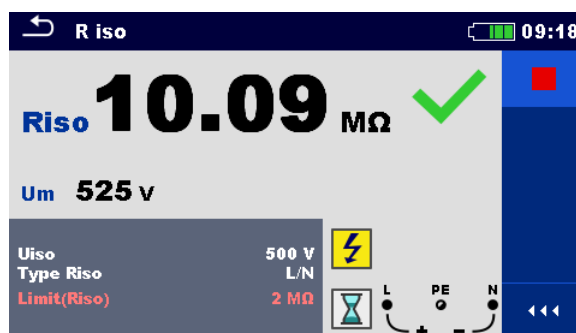 R iso 09:18
Riso 10.09 MΩ
Um 525 V
Uiso 500 V
Type Riso L/N
Limit(Riso) 2 MΩ
L PE N
+ -